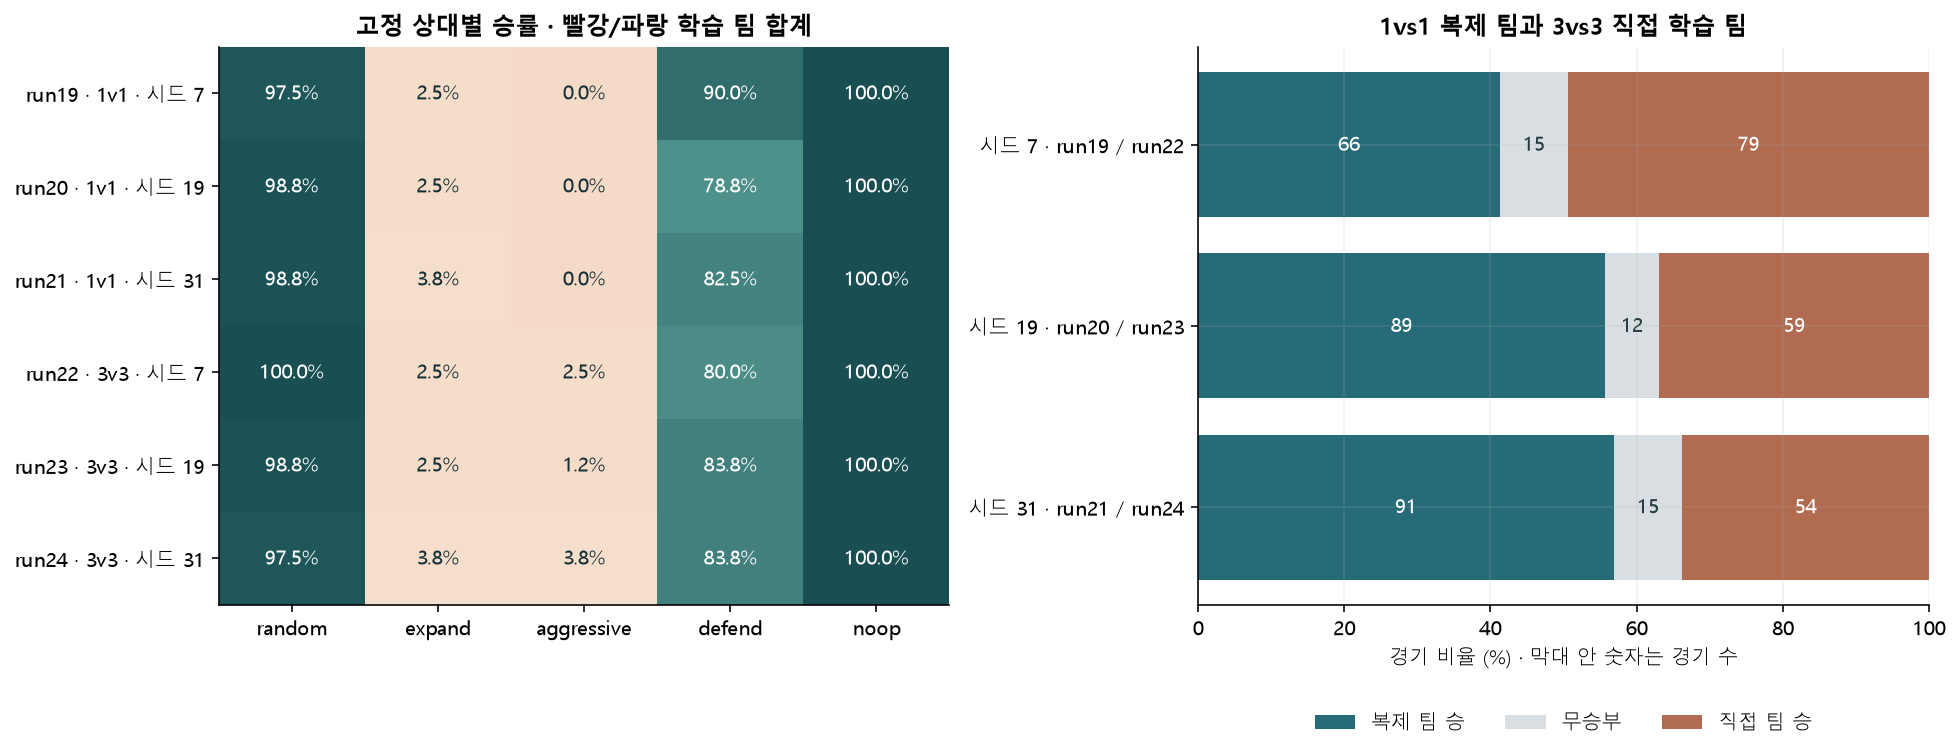 고정 상대별 승률 · 빨강/파랑 학습 팀 합계
run19 · 1v1 · 시드 7 97.5% 2.5% 0.0% 90.0% 100.0%
run20 · 1v1 · 시드 19 98.8% 2.5% 0.0% 78.8% 100.0%
run21 · 1v1 · 시드 31 98.8% 3.8% 0.0% 82.5% 100.0%
run22 · 3v3 · 시드 7 100.0% 2.5% 2.5% 80.0% 100.0%
run23 · 3v3 · 시드 19 98.8% 2.5% 1.2% 83.8% 100.0%
run24 · 3v3 · 시드 31 97.5% 3.8% 3.8% 83.8% 100.0%
random expand aggressive defend noop
1vs1 복제 팀과 3vs3 직접 학습 팀
시드 7 · run19 / run22 66 15 79
시드 19 · run20 / run23 89 12 59
시드 31 · run21 / run24 91 15 54
0 20 40 60 80 100
경기 비율 (%) · 막대 안 숫자는 경기 수
복제 팀 승 무승부 직접 팀 승